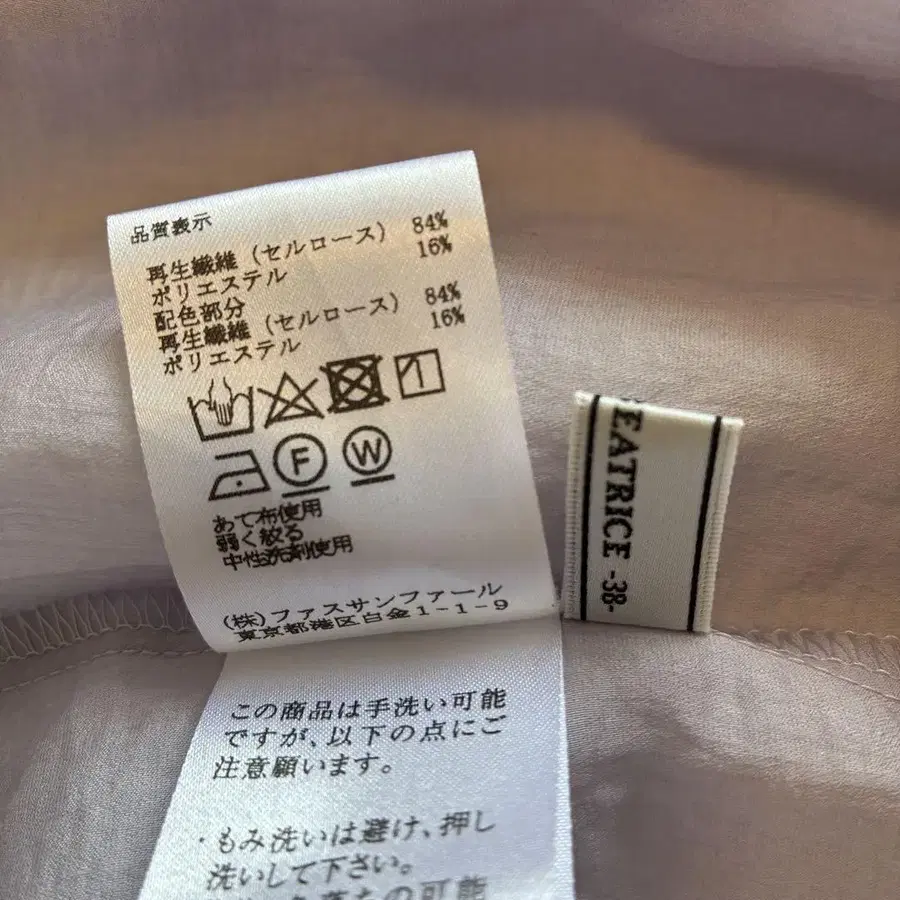 品質表示
再生繊維 (セルロース) 84%
ポリエステル 16%
配色部分
再生繊維 (セルロース) 84%
ポリエステル 16%
F W
あて布使用
弱く絞る
中性洗剤使用
(株)ファスサンファール
東京都港区白金1-1-9
この商品は手洗い可能
ですが、以下の点にご
注意願います。
・もみ洗いは避け、押し
洗いして下さい。
の可能
EATRICE -38-